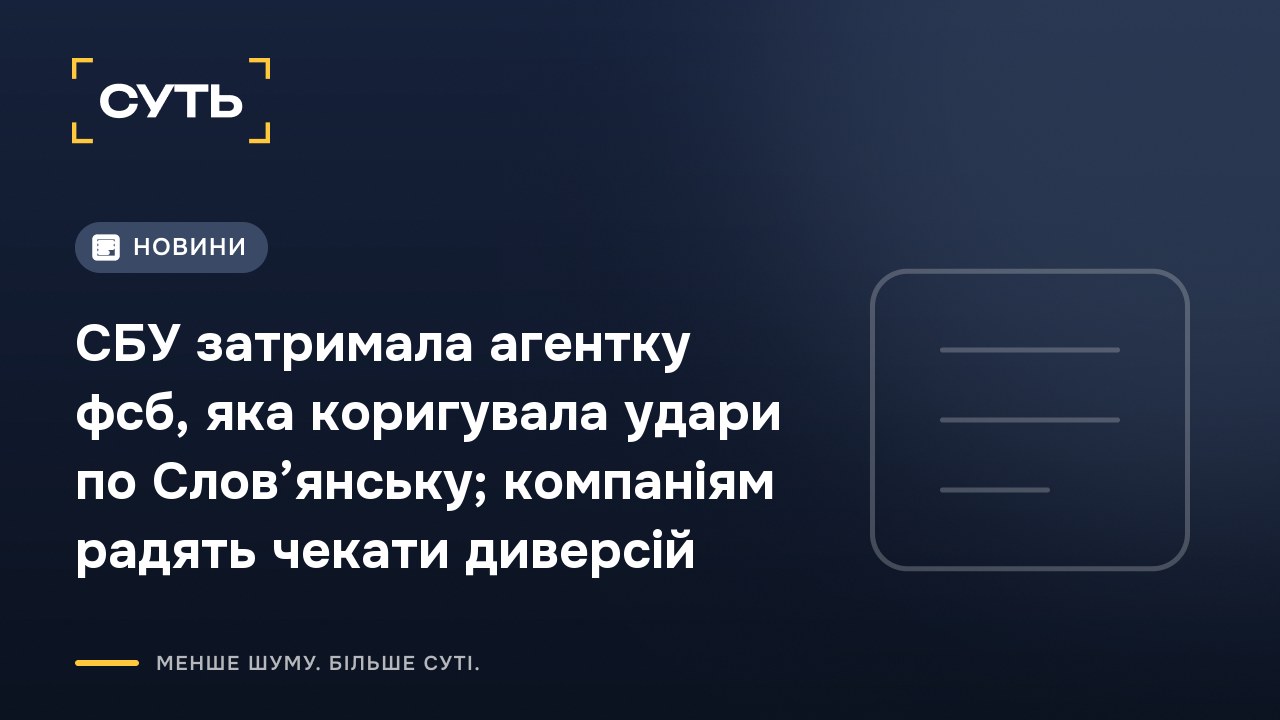 СУТЬ
НОВИНИ
СБУ затримала агентку
фсб, яка коригувала удари
по Слов’янську; компаніям
радять чекати диверсій
МЕНШЕ ШУМУ. БІЛЬШЕ СУТІ.